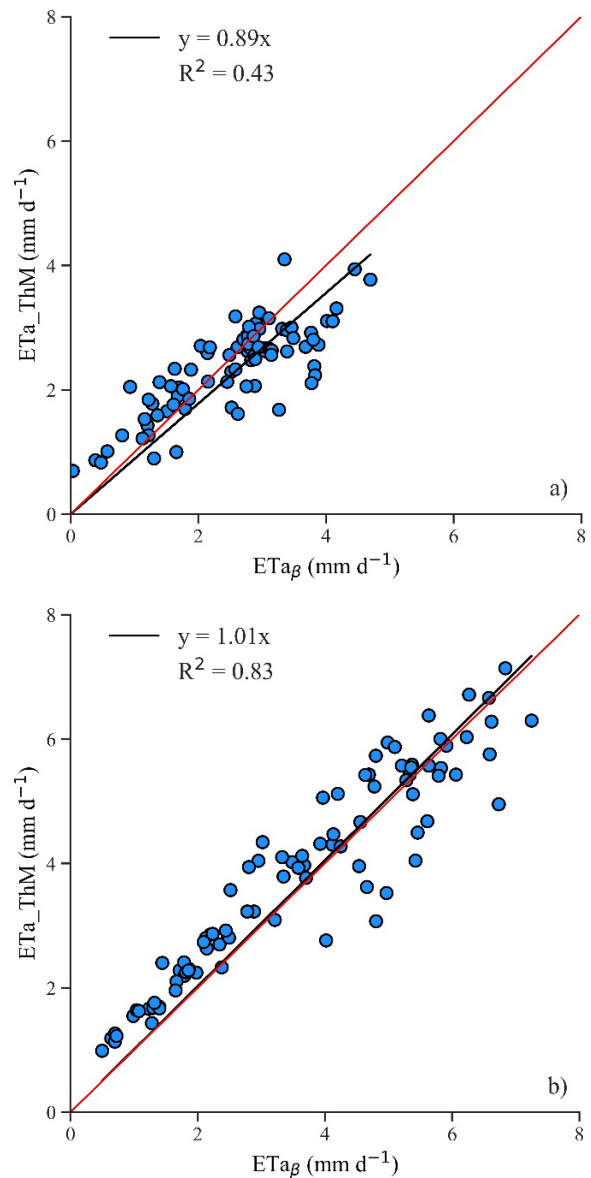 8
y = 0.89x
R² = 0.43
6
ETa_ThM (mm d⁻¹)
4
2
a)
0
0 2 4 6 8
ETaᵦ (mm d⁻¹)
8
y = 1.01x
R² = 0.83
6
ETa_ThM (mm d⁻¹)
4
2
b)
0
0 2 4 6 8
ETaᵦ (mm d⁻¹)